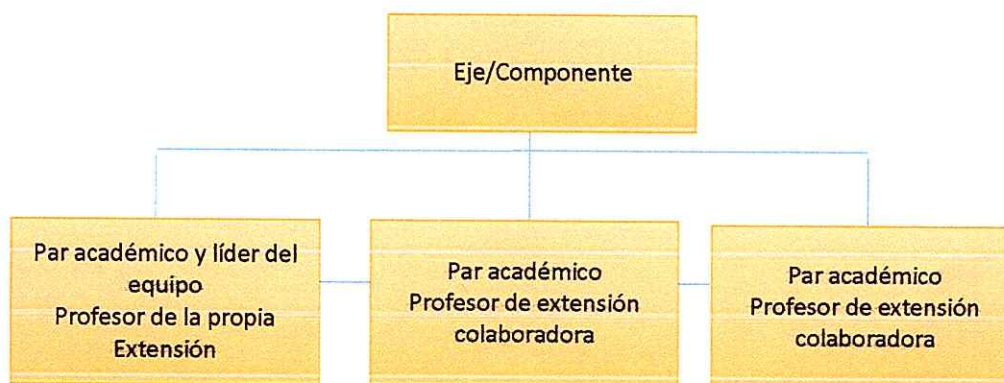 Eje/Componente
Par académico y líder del
equipo
Profesor de la propia
Extensión
Par académico
Profesor de extensión
colaboradora
Par académico
Profesor de extensión
colaboradora